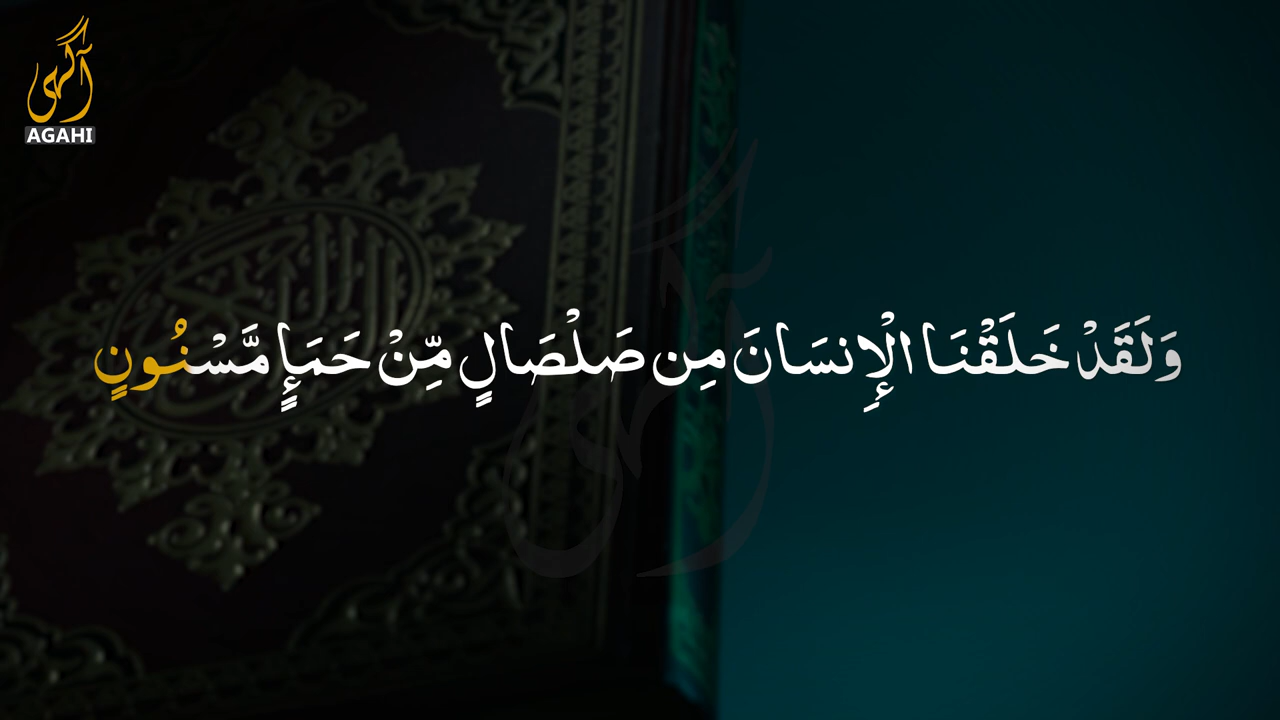 آگہی
AGAHI
وَلَقَدْ خَلَقْنَا الْإِنسَانَ مِن صَلْصَالٍ مِّنْ حَمَإٍ مَّسْنُونٍ